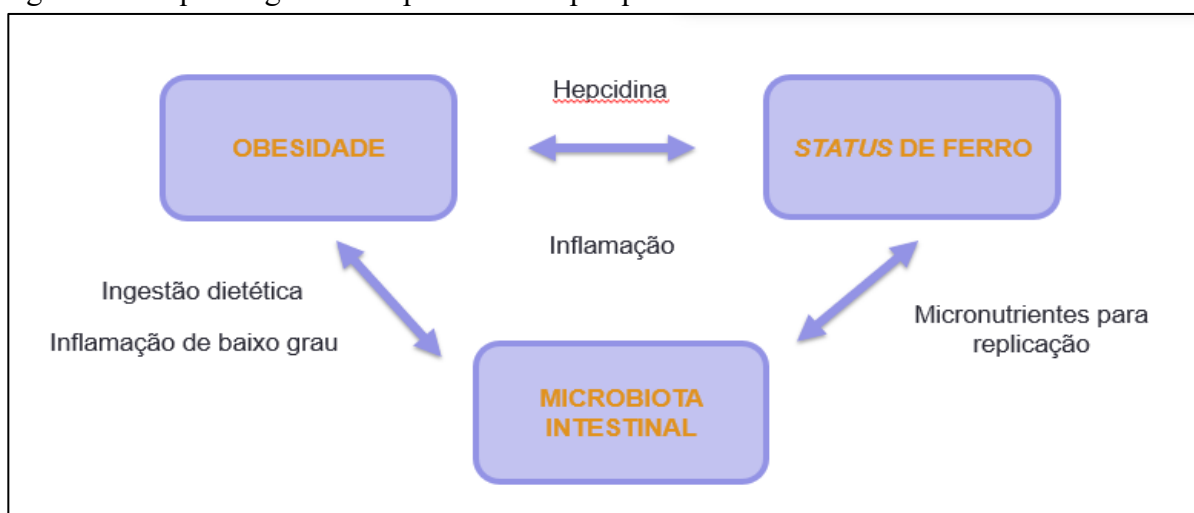 Hepcidina
OBESIDADE
STATUS DE FERRO
Inflamação
Ingestão dietética
Inflamação de baixo grau
Micronutrientes para
replicação
MICROBIOTA
INTESTINAL